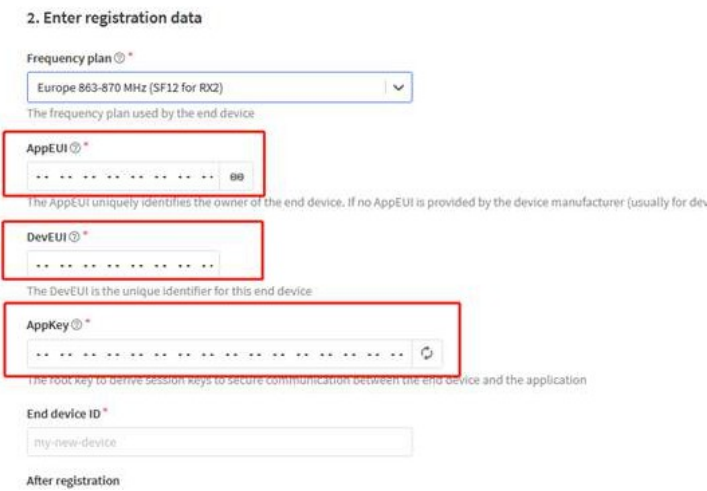 2. Enter registration data
Frequency plan ? *
Europe 863-870 MHz (SF12 for RX2)
The frequency plan used by the end device
AppEUI ? *
.. .. .. .. .. .. .. .. 00
The AppEUI uniquely identifies the owner of the end device. If no AppEUI is provided by the device manufacturer (usually for dev
DevEUI ? *
.. .. .. .. .. .. .. ..
The DevEUI is the unique identifier for this end device
AppKey ? *
.. .. .. .. .. .. .. .. .. .. .. .. .. .. .. ..
The root key to derive session keys to secure communication between the end device and the application
End device ID *
my-new-device
After registration